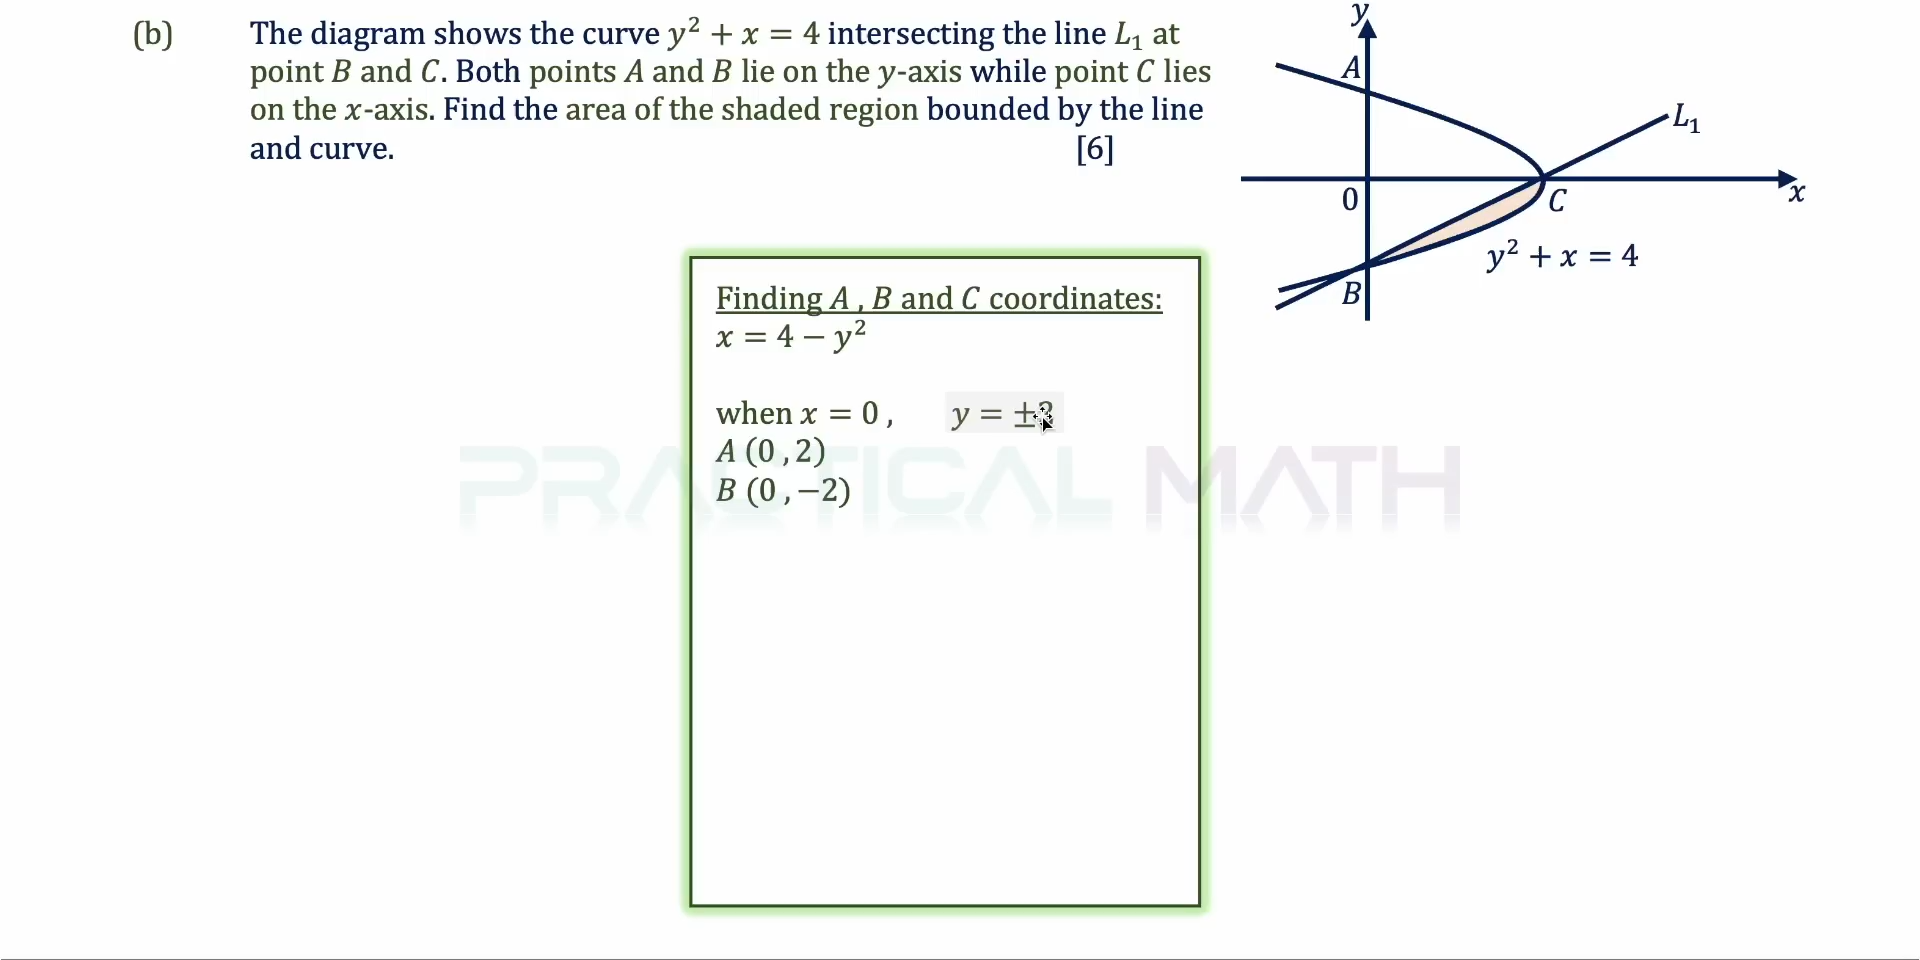 (b) The diagram shows the curve y² + x = 4 intersecting the line L₁ at
point B and C. Both points A and B lie on the y-axis while point C lies
on the x-axis. Find the area of the shaded region bounded by the line
and curve. [6]
y
A
L₁
0
C
x
y² + x = 4
B
Finding A , B and C coordinates:
x = 4 − y²
when x = 0 , y = ±
A (0 , 2)
B (0 , −2)
PRACTICAL MATH